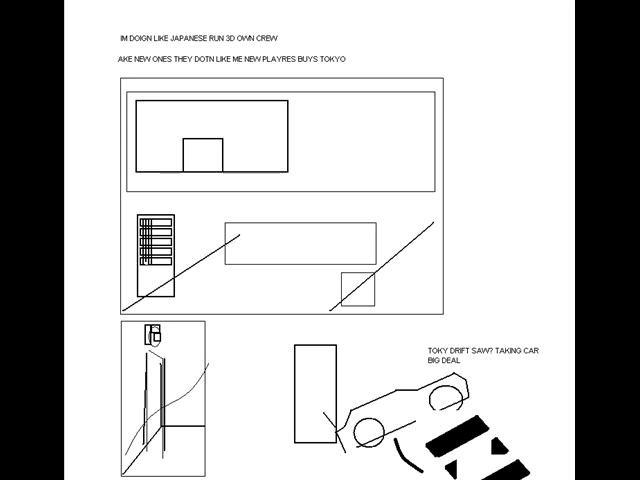 IM DOIGN LIKE JAPANESE RUN 3D OWN CREW
AKE NEW ONES THEY DOTN LIKE ME NEW PLAYRES BUYS TOKYO
TOKY DRIFT SAW? TAKING CAR
BIG DEAL